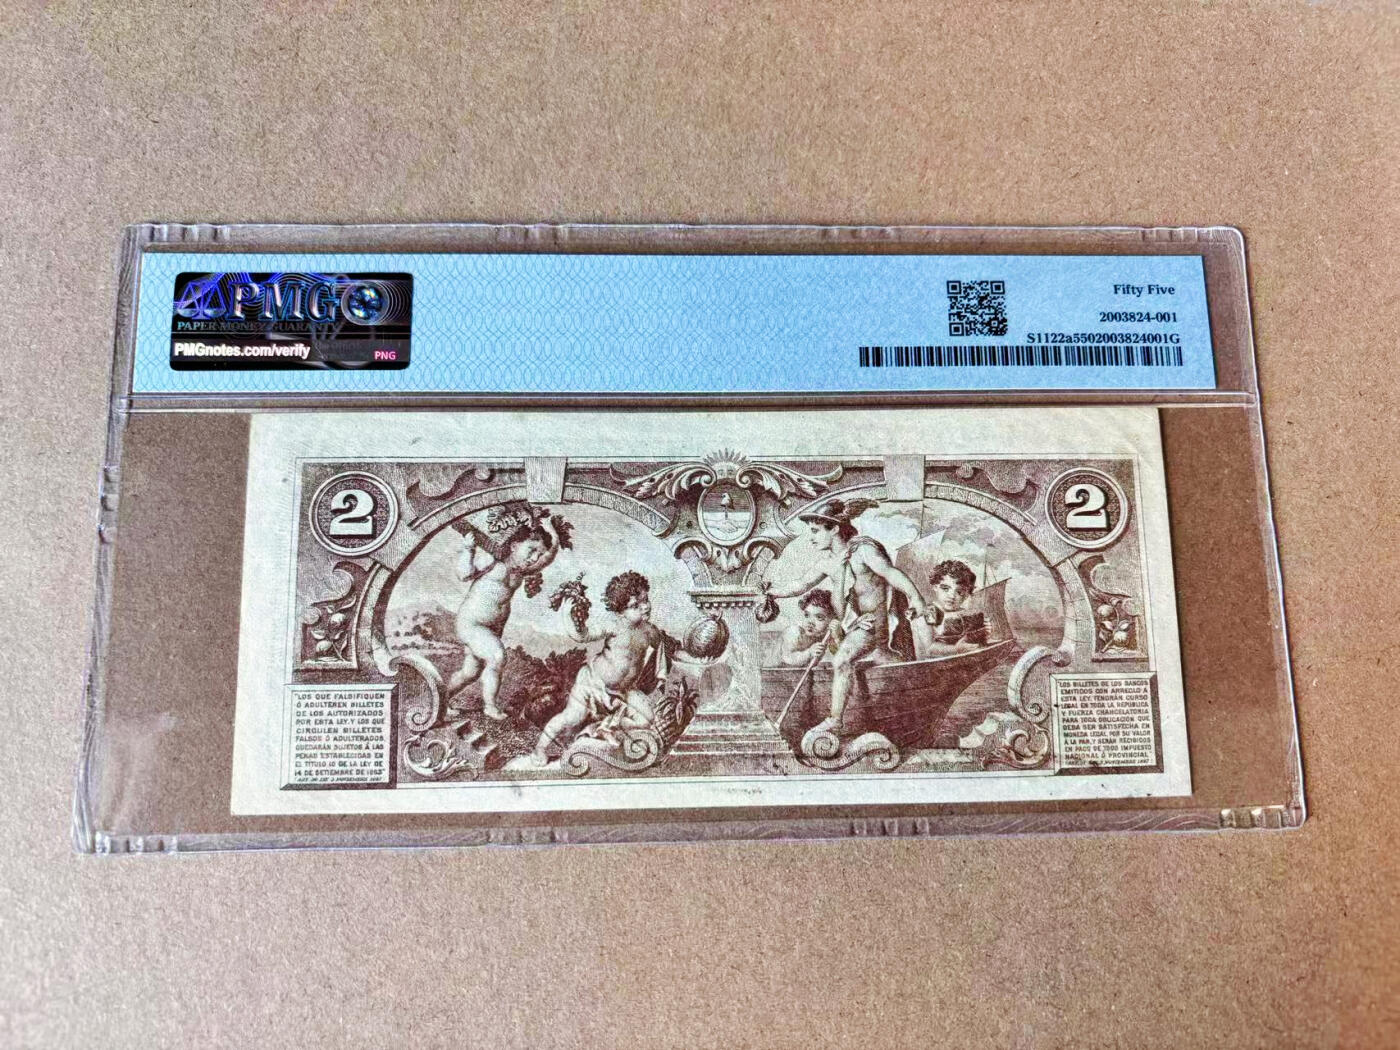 PMG
PAPER MONEY GUARANTY
PMGnotes.com/verify
PNG
Fifty Five
2003824-001
S1122a5502003824001G
2
2
"LOS QUE FALSIFIQUEN
Ó ADULTEREN BILLETES
DE LOS AUTORIZADOS
POR ESTA LEY, Y LOS QUE
CIRCULEN BILLETES
FALSOS Ó ADULTERADOS,
QUEDARÁN SUJETOS Á LAS
PENAS ESTABLECIDAS EN
EL TÍTULO 10 DE LA LEY DE
14 DE SETIEMBRE DE 1863"
LOS BILLETES DE LOS BANCOS
EMITIDOS CON ARREGLO Á
ESTA LEY, TENDRÁN CURSO
LEGAL EN TODA LA REPÚBLICA
Y FUERZA CHANCELATORIA
PARA TODA OBLIGACIÓN QUE
DEBA SER SATISFECHA EN
MONEDA LEGAL POR SU VALOR
Á LA PAR, Y SERÁN RECIBIDOS
EN PAGO DE TODO IMPUESTO
NACIONAL Ó PROVINCIAL"